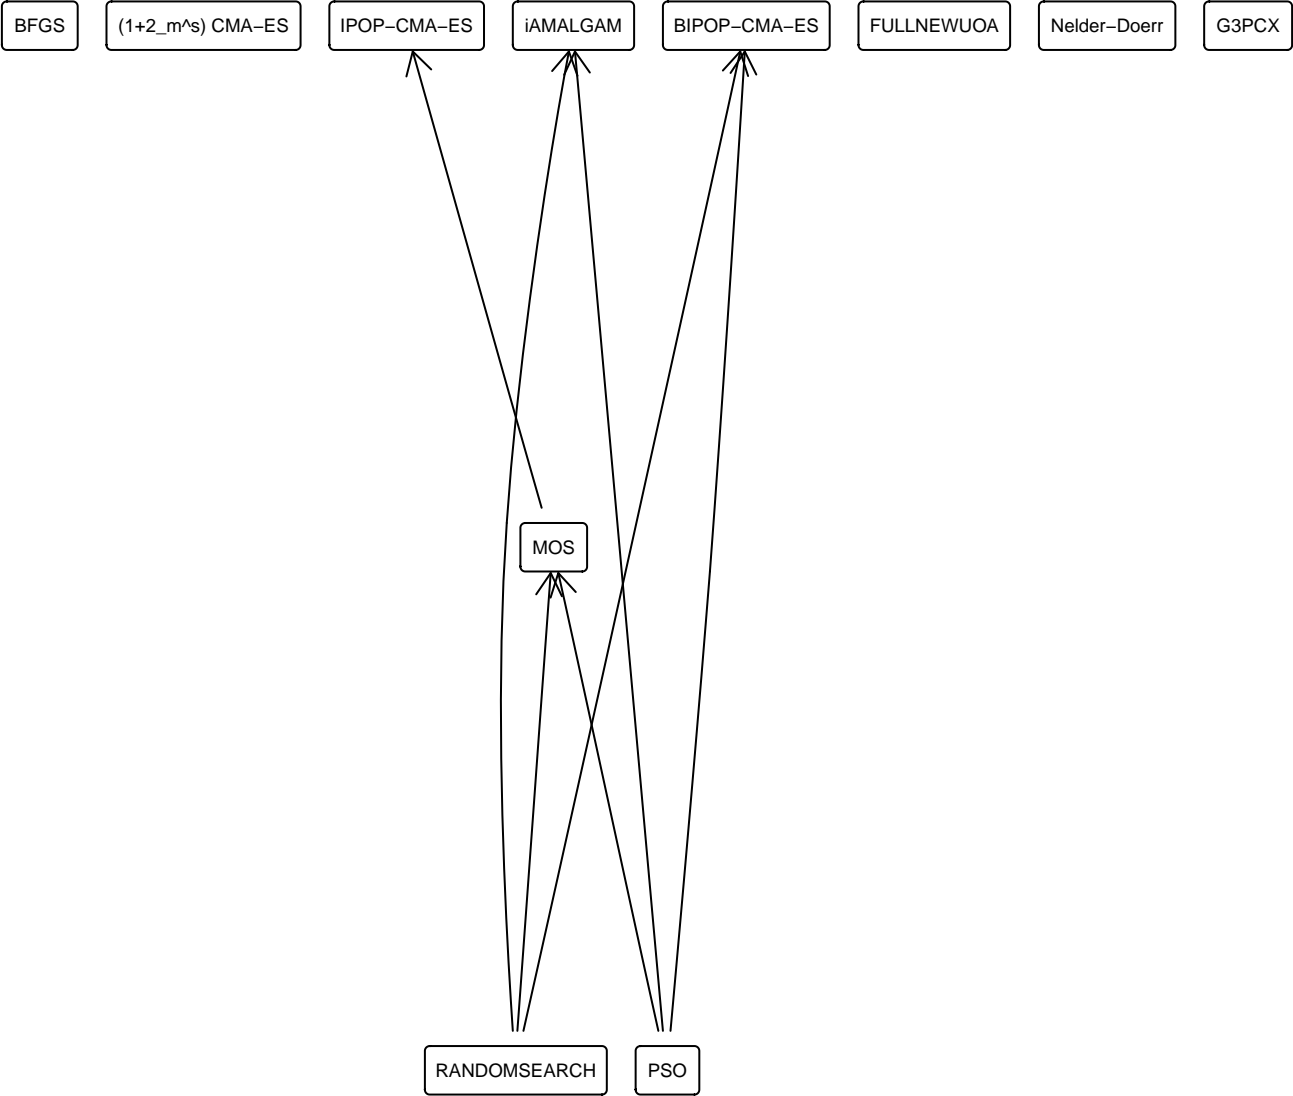 BFGS
(1+2_m^s) CMA−ES
IPOP−CMA−ES
iAMALGAM
BIPOP−CMA−ES
FULLNEWUOA
Nelder−Doerr
G3PCX
MOS
RANDOMSEARCH
PSO